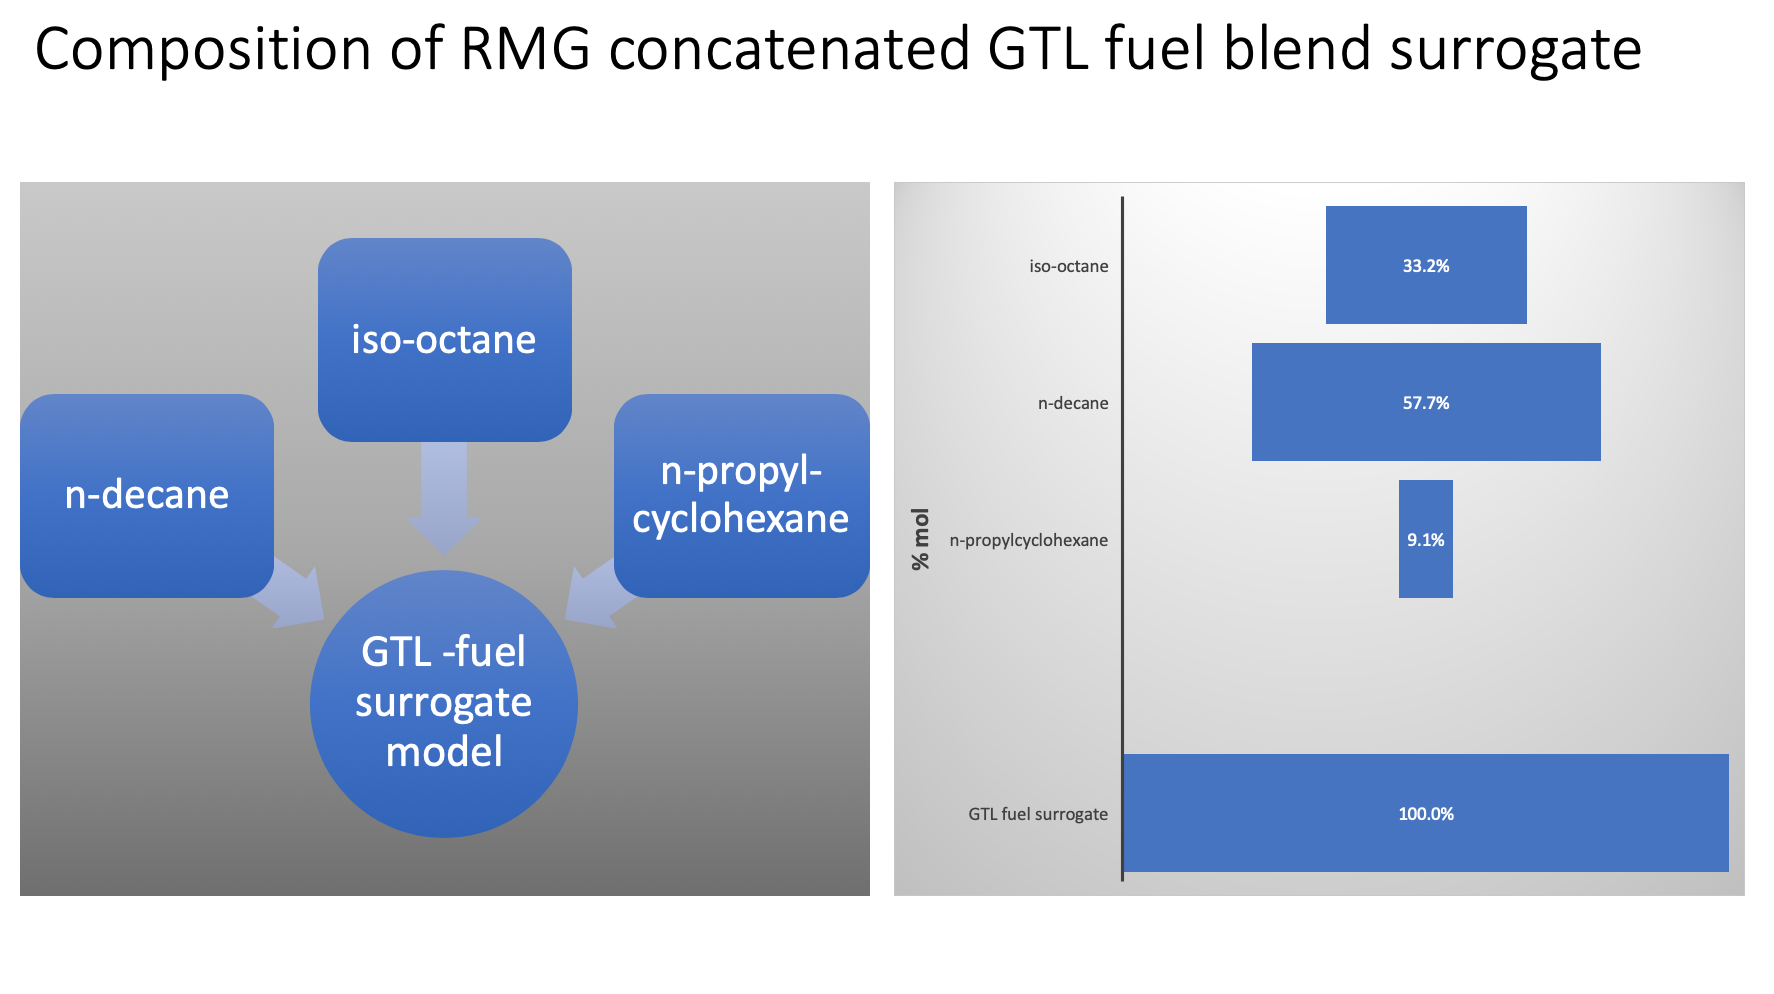 Composition of RMG concatenated GTL fuel blend surrogate
iso-octane
n-decane
n-propyl-
cyclohexane
GTL -fuel
surrogate
model
% mol
iso-octane
33.2%
n-decane
57.7%
n-propylcyclohexane
9.1%
GTL fuel surrogate
100.0%